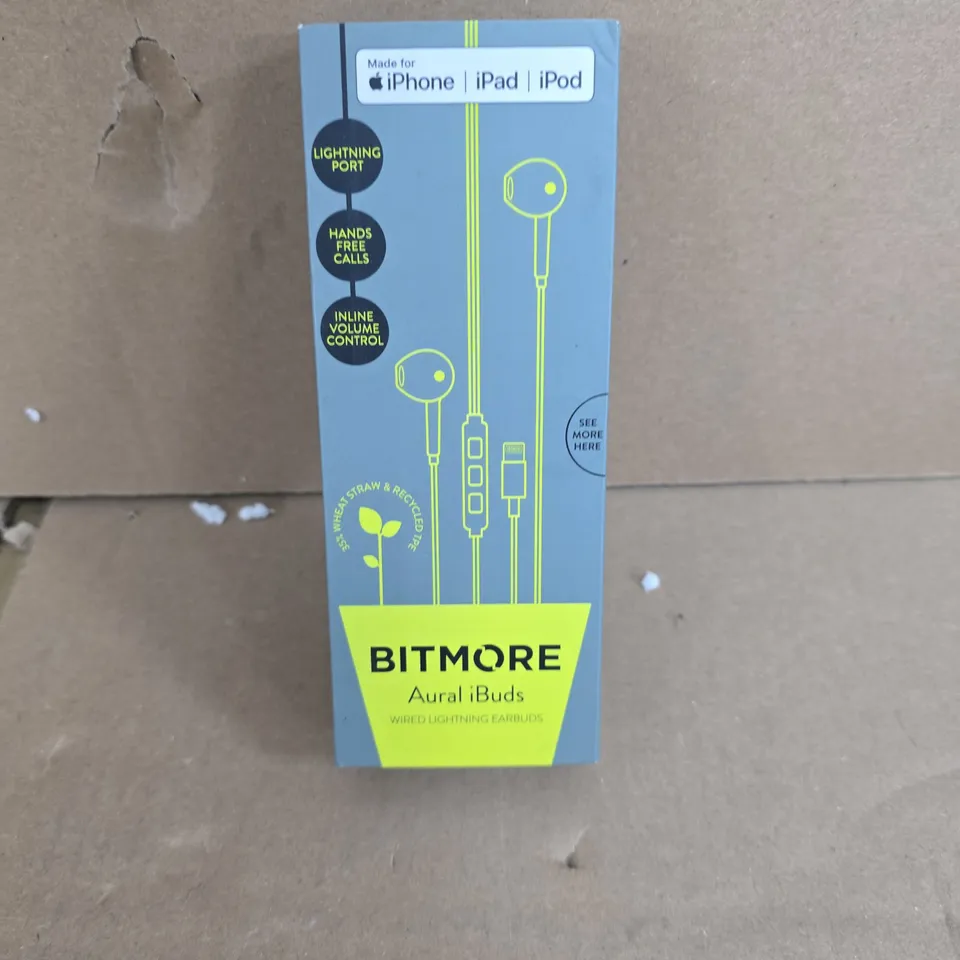 Made for
iPhone | iPad | iPod
LIGHTNING
PORT
HANDS
FREE
CALLS
INLINE
VOLUME
CONTROL
SEE
MORE
HERE
35% WHEAT STRAW & RECYCLED TPE
BITMORE
Aural iBuds
WIRED LIGHTNING EARBUDS